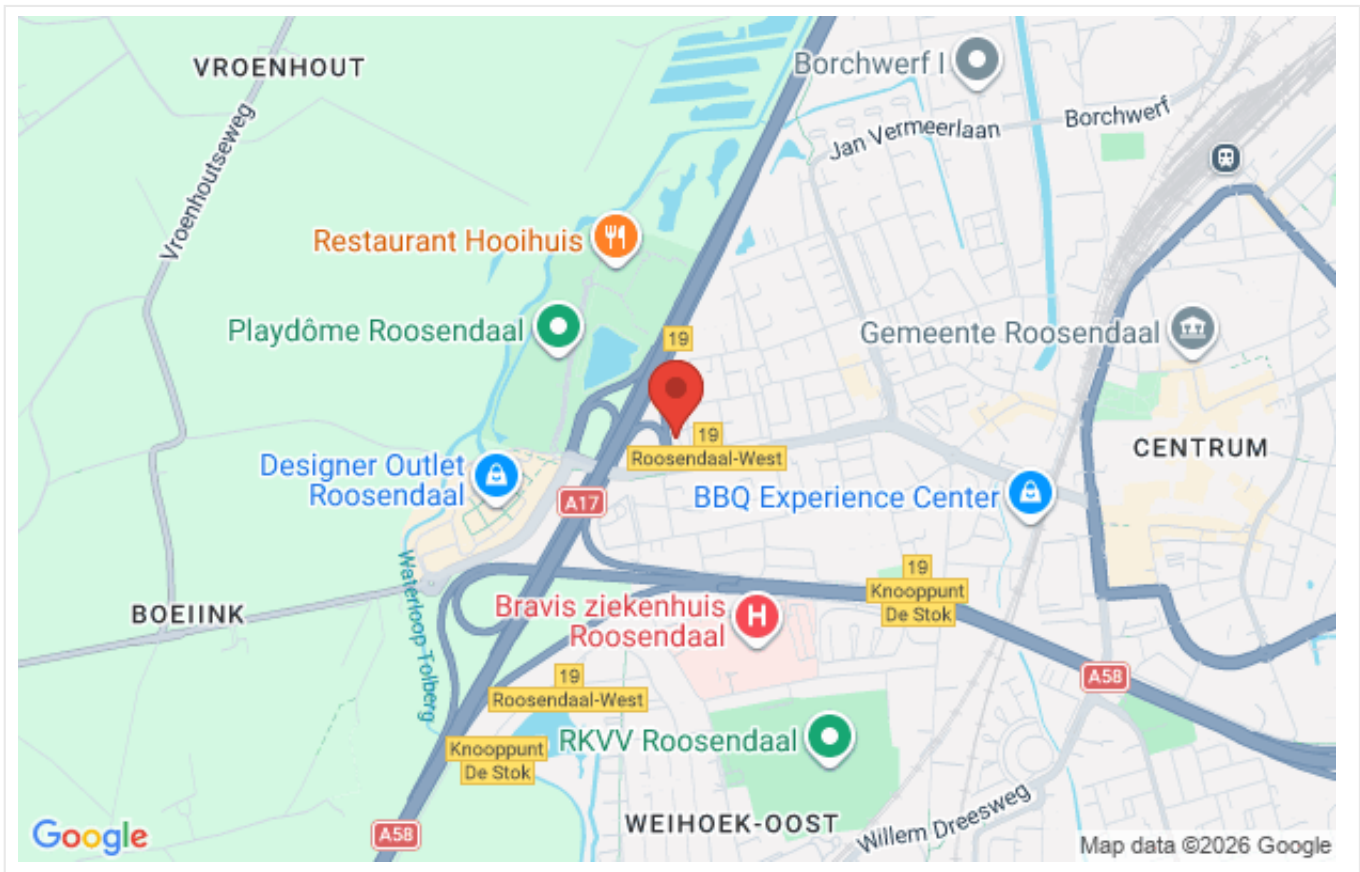 VROENHOUT
Borchwerf I
Borchwerf
Jan Vermeerlaan
Vroenhoutseweg
Restaurant Hooihuis
Playdôme Roosendaal
19
Gemeente Roosendaal
19
Roosendaal-West
CENTRUM
Designer Outlet
Roosendaal
A17
BBQ Experience Center
Waterloop Tolberg
19
Knooppunt
De Stok
BOEIINK
Bravis ziekenhuis
Roosendaal
H
A58
19
Roosendaal-West
Knooppunt
De Stok
RKVV Roosendaal
WEIHOEK-OOST
Willem Dreesweg
A58
Google
Map data ©2026 Google